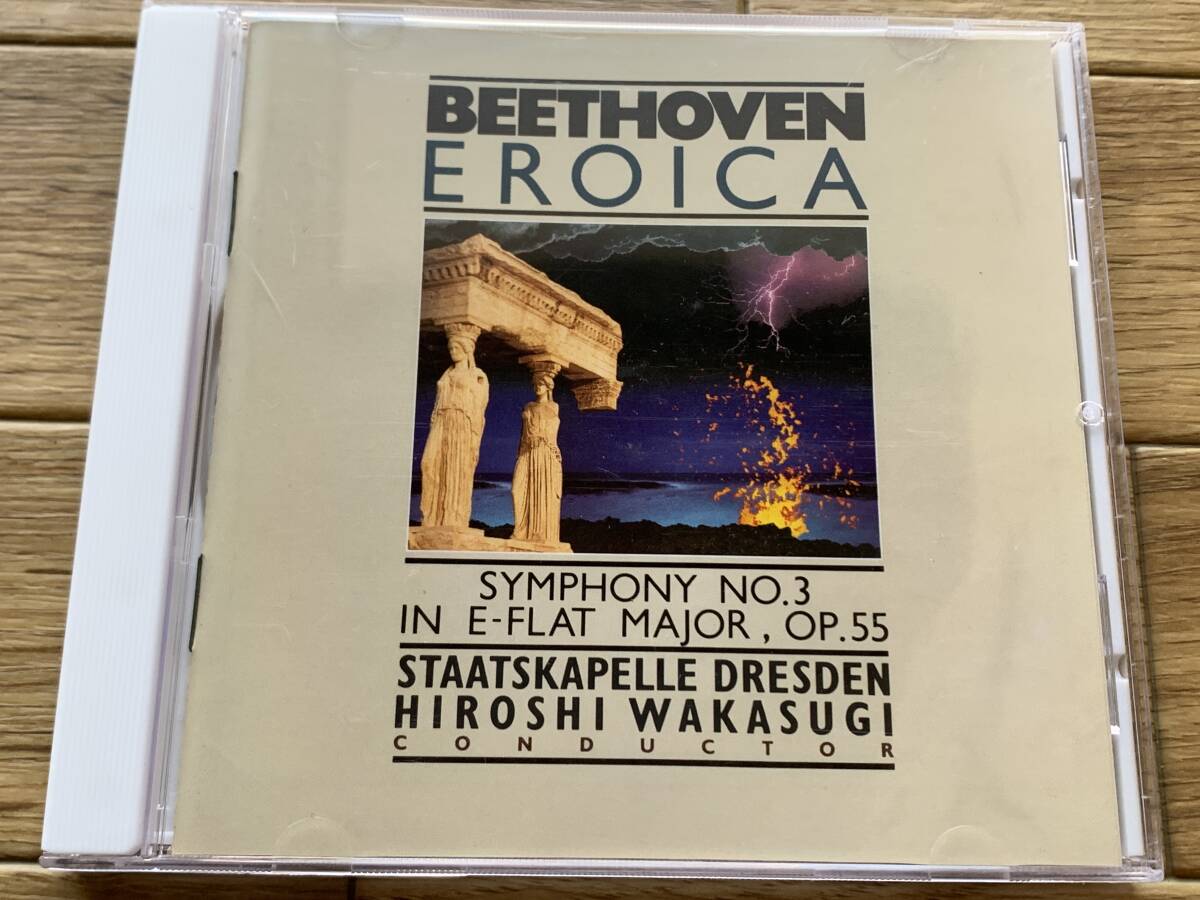 BEETHOVEN
EROICA
SYMPHONY NO.3
IN E-FLAT MAJOR, OP.55
STAATSKAPELLE DRESDEN
HIROSHI WAKASUGI
CONDUCTOR